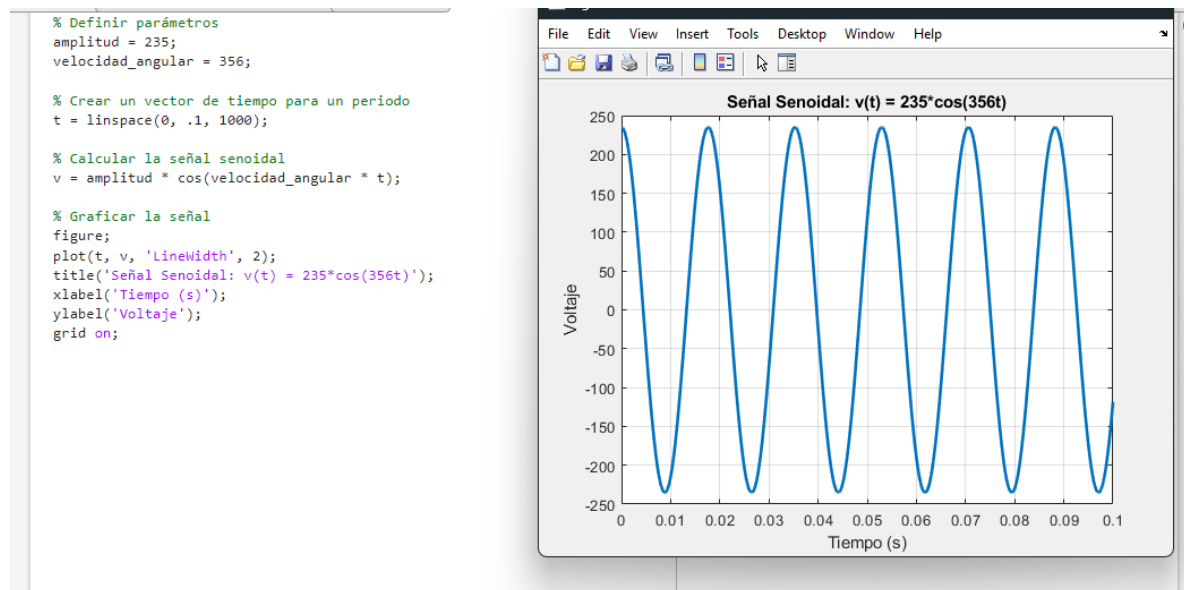 % Definir parámetros
amplitud = 235;
velocidad_angular = 356;
% Crear un vector de tiempo para un periodo
t = linspace(0, .1, 1000);
% Calcular la señal senoidal
v = amplitud * cos(velocidad_angular * t);
% Graficar la señal
figure;
plot(t, v, 'LineWidth', 2);
title('Señal Senoidal: v(t) = 235*cos(356t)');
xlabel('Tiempo (s)');
ylabel('Voltaje');
grid on;
File Edit View Insert Tools Desktop Window Help
Señal Senoidal: v(t) = 235*cos(356t)
250
200
150
100
50
0
-50
-100
-150
-200
-250
Voltaje
0 0.01 0.02 0.03 0.04 0.05 0.06 0.07 0.08 0.09 0.1
Tiempo (s)